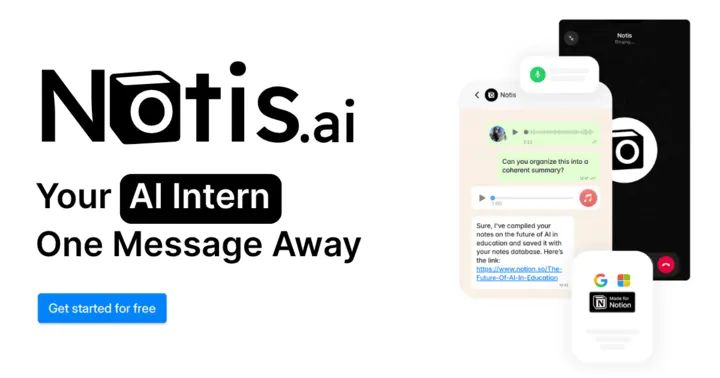 Notis.ai
Your AI Intern
One Message Away
Get started for free
Notis
Can you organize this into a
coherent summary?
Sure, I've compiled your
notes on the future of AI in
education and saved it with
your notes database. Here's
the link:
https://www.notion.so/The-
Future-Of-AI-In-Education
Notis
Made for
Notion